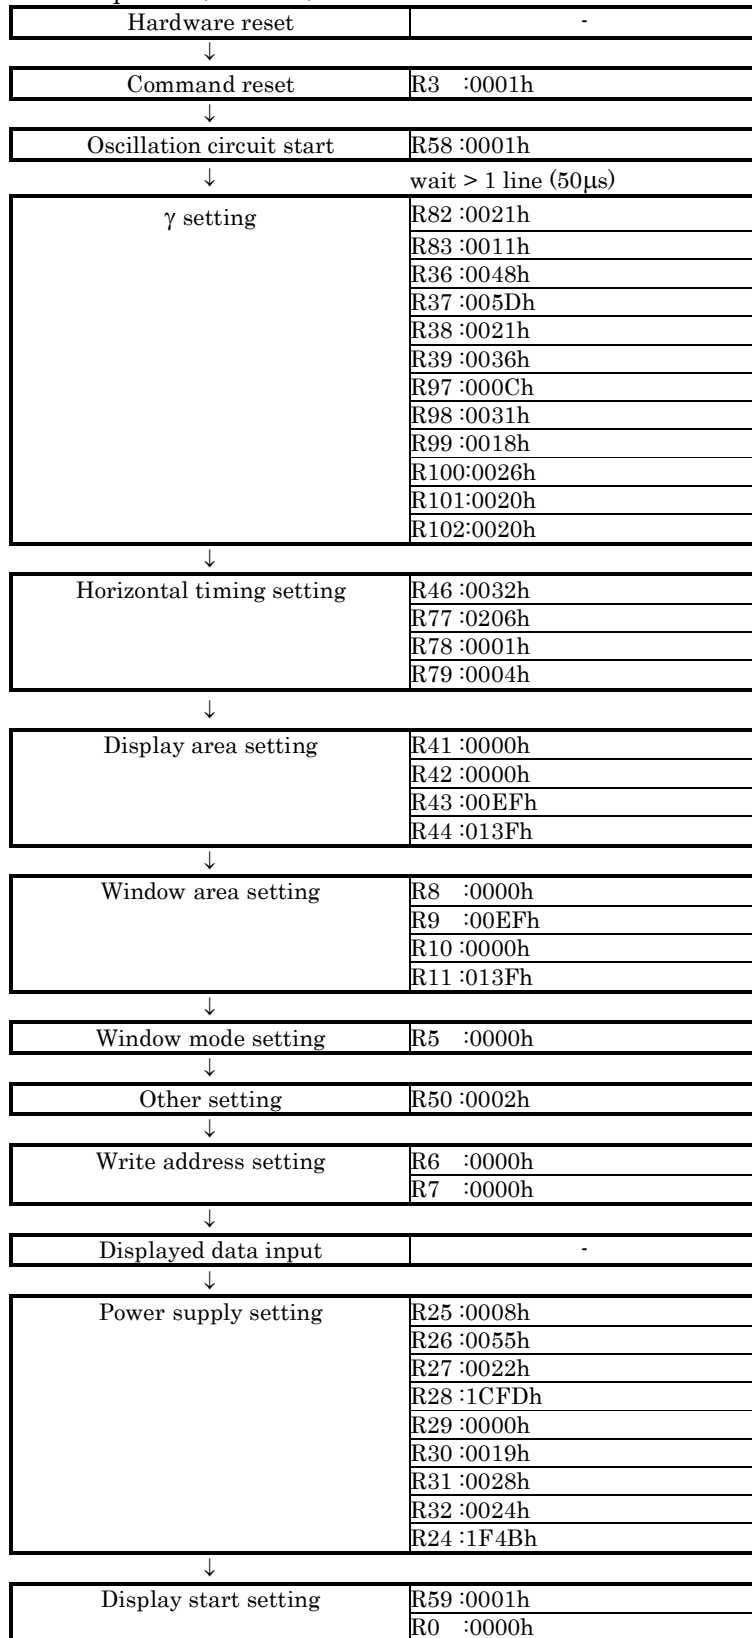 Hardware reset -
↓
Command reset R3 :0001h
↓
Oscillation circuit start R58 :0001h
↓ wait > 1 line (50μs)
γ setting R82 :0021h
R83 :0011h
R36 :0048h
R37 :005Dh
R38 :0021h
R39 :0036h
R97 :000Ch
R98 :0031h
R99 :0018h
R100:0026h
R101:0020h
R102:0020h
↓
Horizontal timing setting R46 :0032h
R77 :0206h
R78 :0001h
R79 :0004h
↓
Display area setting R41 :0000h
R42 :0000h
R43 :00EFh
R44 :013Fh
↓
Window area setting R8 :0000h
R9 :00EFh
R10 :0000h
R11 :013Fh
↓
Window mode setting R5 :0000h
↓
Other setting R50 :0002h
↓
Write address setting R6 :0000h
R7 :0000h
↓
Displayed data input -
↓
Power supply setting R25 :0008h
R26 :0055h
R27 :0022h
R28 :1CFDh
R29 :0000h
R30 :0019h
R31 :0028h
R32 :0024h
R24 :1F4Bh
↓
Display start setting R59 :0001h
R0 :0000h